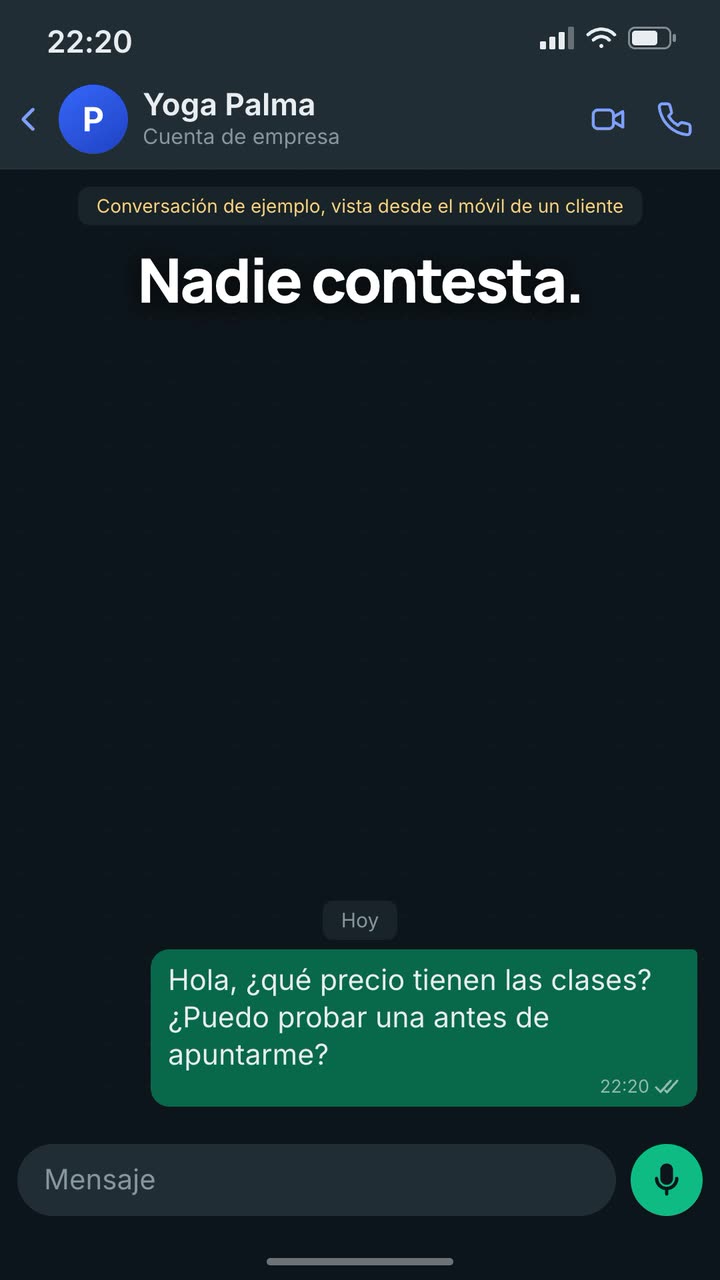 22:20
P
Yoga Palma
Cuenta de empresa
Conversación de ejemplo, vista desde el móvil de un cliente
Nadie contesta.
Hoy
Hola, ¿qué precio tienen las clases?
¿Puedo probar una antes de
apuntarme?
22:20
Mensaje